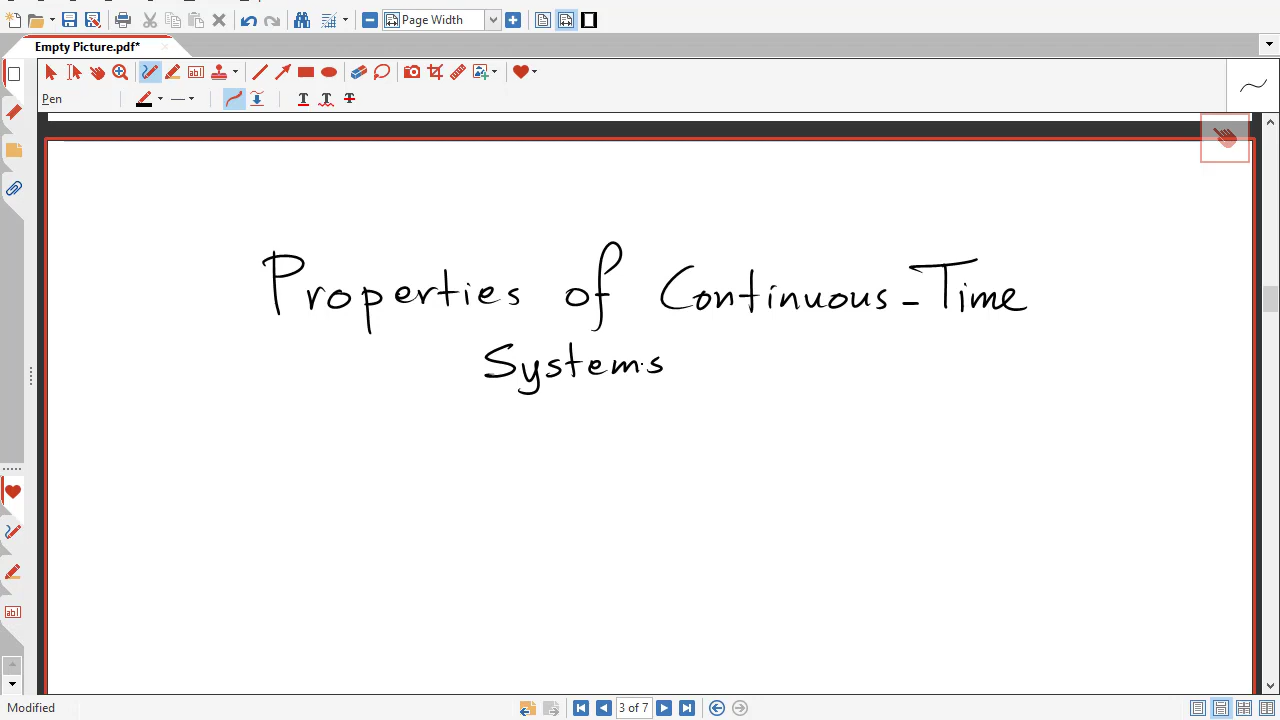 Page Width
Empty Picture.pdf*
Pen
Properties of Continuous-Time
Systems
Modified
3 of 7